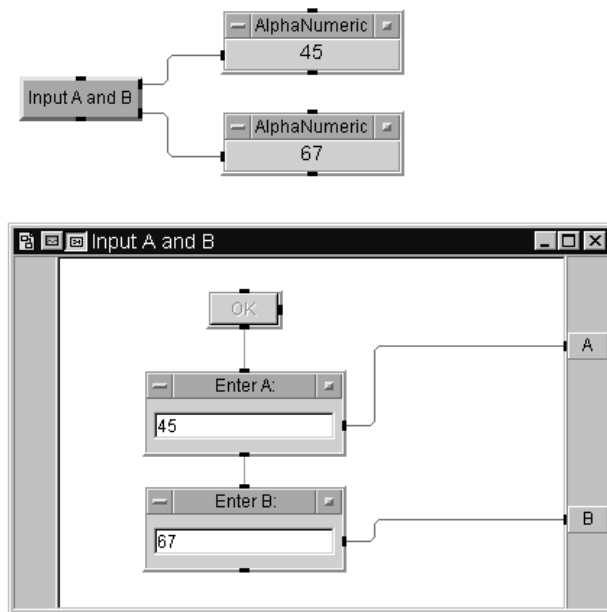 AlphaNumeric
45
Input A and B
AlphaNumeric
67
Input A and B
OK
A
Enter A:
45
Enter B:
B
67